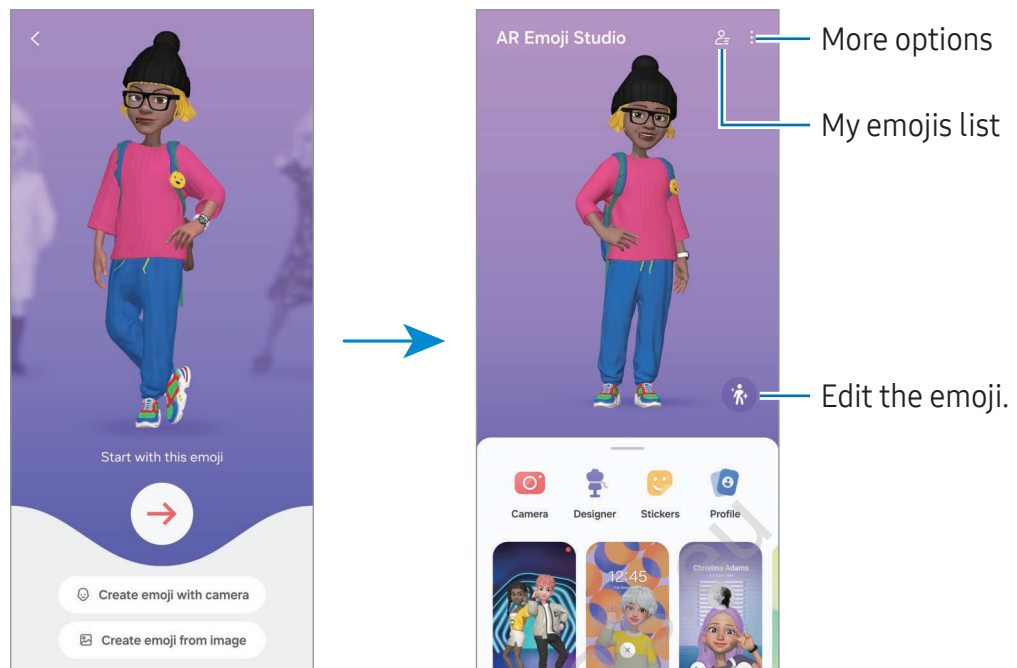 AR Emoji Studio
More options
My emojis list
Edit the emoji.
Start with this emoji
Create emoji with camera
Create emoji from image
Camera
Designer
Stickers
Profile
12:45
Christina Adams